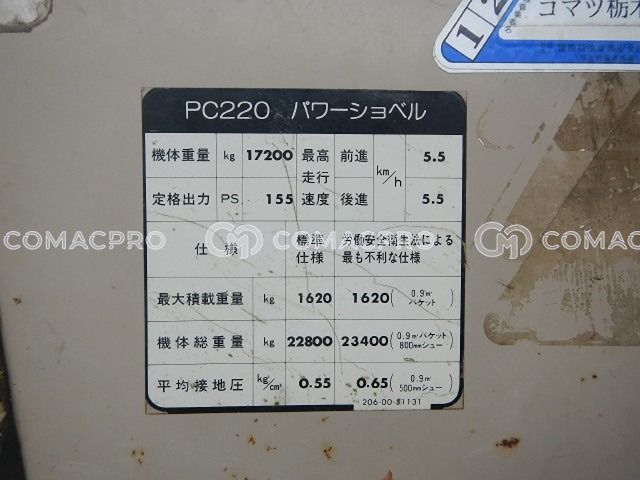 12
コマツ栃木
PC220 パワーショベル
機体重量 kg 17200 最高走行速度 前進 km/h 5.5
定格出力 PS 155 後進 5.5
仕様 標準仕様 労働安全衛生法による最も不利な仕様
最大積載重量 kg 1620 1620(0.9㎥バケット)
機体総重量 kg 22800 23400(0.9㎥バケット 800mmシュー)
平均接地圧 kg/cm² 0.55 0.65(0.9㎥ 500mmシュー)
206-00-51131
COMACPRO COMACPRO COMACPRO